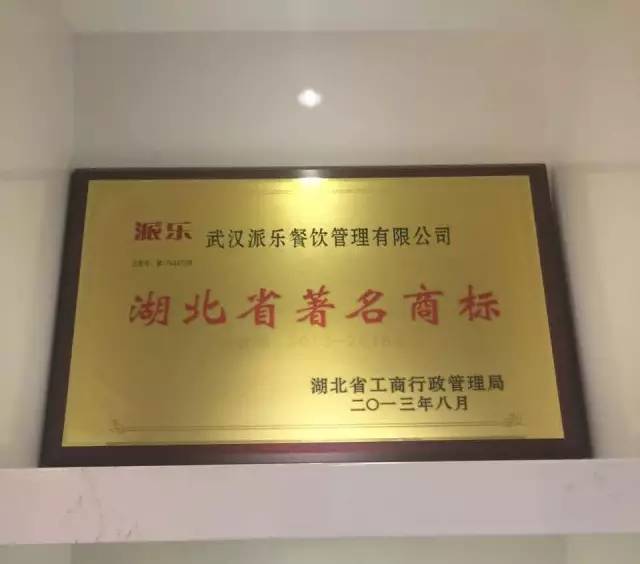 派乐 武汉派乐餐饮管理有限公司
湖北省著名商标
湖北省工商行政管理局
二〇一三年八月